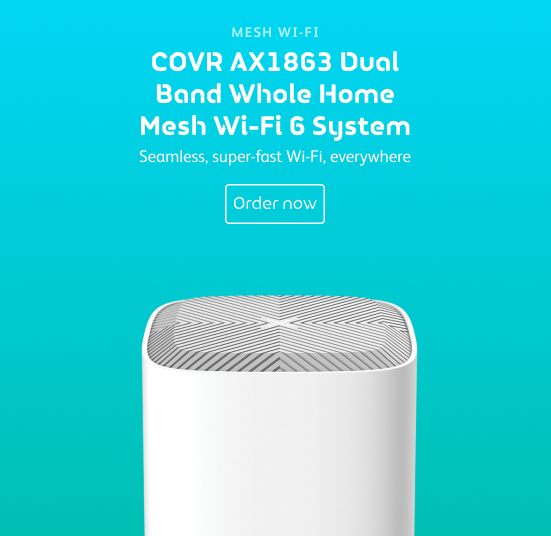 MESH WI-FI
COVR AX1863 Dual
Band Whole Home
Mesh Wi-Fi 6 System
Seamless, super-fast Wi-Fi, everywhere
Order now